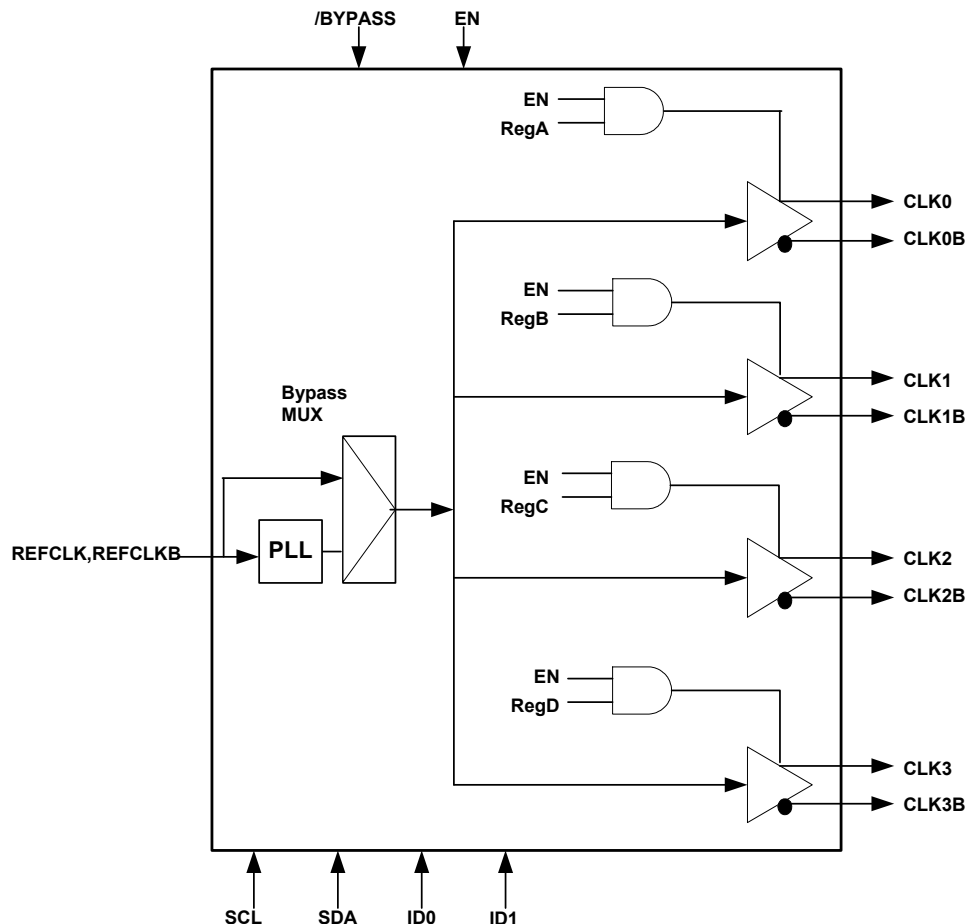 /BYPASS EN
EN
RegA
CLK0
CLK0B
EN
RegB
CLK1
CLK1B
Bypass
MUX
EN
RegC
REFCLK,REFCLKB
PLL
CLK2
CLK2B
EN
RegD
CLK3
CLK3B
SCL SDA ID0 ID1